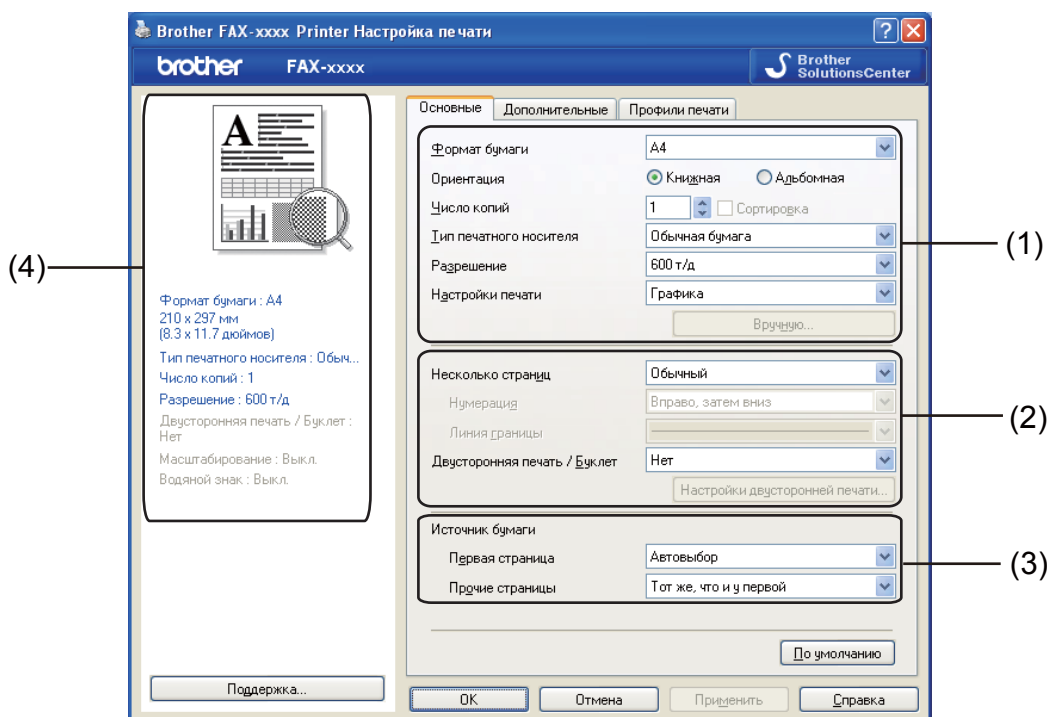 Brother FAX-xxxx Printer Настройка печати
brother FAX-xxxx
Brother
SolutionsCenter
A
Формат бумаги : A4
210 x 297 мм
(8.3 x 11.7 дюймов)
Тип печатного носителя : Обыч...
Число копий : 1
Разрешение : 600 т/д
Двусторонняя печать / Буклет :
Нет
Масштабирование : Выкл.
Водяной знак : Выкл.
Поддержка...
(4)
Основные Дополнительные Профили печати
Формат бумаги A4
Ориентация Книжная Альбомная
Число копий 1 Сортировка
Тип печатного носителя Обычная бумага
Разрешение 600 т/д
Настройки печати Графика
Вручную...
(1)
Несколько страниц Обычный
Нумерация Вправо, затем вниз
Линия границы
Двусторонняя печать / Буклет Нет
Настройки двусторонней печати...
(2)
Источник бумаги
Первая страница Автовыбор
Прочие страницы Тот же, что и у первой
(3)
По умолчанию
OK Отмена Применить Справка